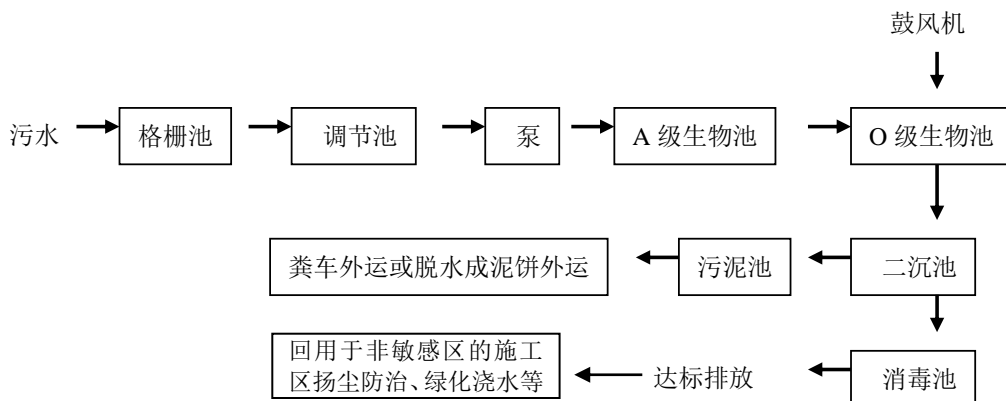 鼓风机
污水
格栅池
调节池
泵
A 级生物池
O 级生物池
粪车外运或脱水成泥饼外运
污泥池
二沉池
回用于非敏感区的施工
区扬尘防治、绿化浇水等
达标排放
消毒池